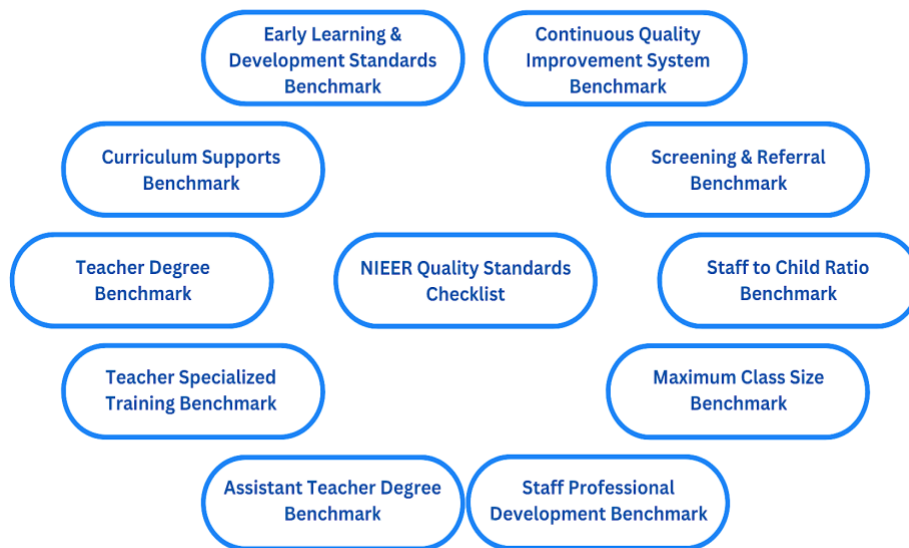 Early Learning &
Development Standards
Benchmark
Continuous Quality
Improvement System
Benchmark
Curriculum Supports
Benchmark
Screening & Referral
Benchmark
Teacher Degree
Benchmark
NIEER Quality Standards
Checklist
Staff to Child Ratio
Benchmark
Teacher Specialized
Training Benchmark
Maximum Class Size
Benchmark
Assistant Teacher Degree
Benchmark
Staff Professional
Development Benchmark